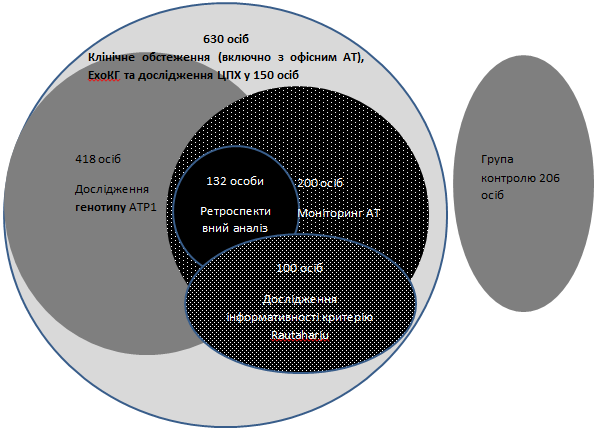 630 осіб
Клінічне обстеження (включно з офісним АТ),
ЕхоКГ та дослідження ЦПХ у 150 осіб
418 осіб
Дослідження
генотипу АТР1
132 особи
Ретроспекти
вний аналіз
200 осіб
Моніторинг АТ
100 осіб
Дослідження
інформативності критерію
Rautaharju
Група
контролю 206
осіб